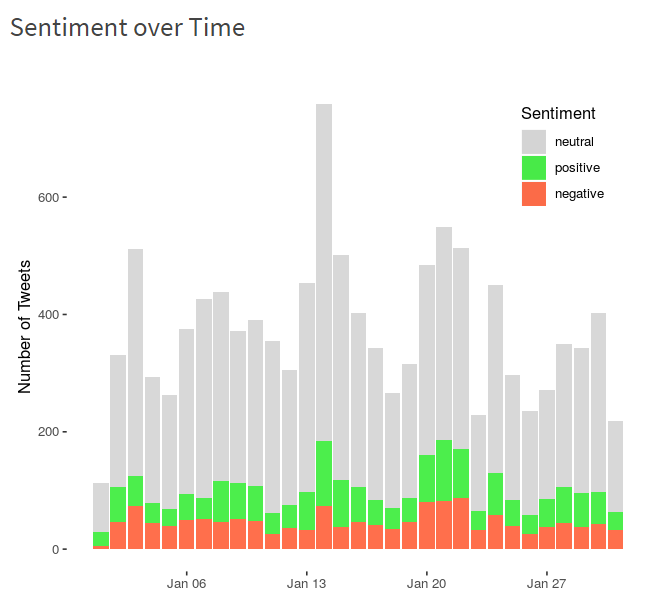 Sentiment over Time
Sentiment
neutral
positive
negative
Number of Tweets
600
400
200
0
Jan 06
Jan 13
Jan 20
Jan 27